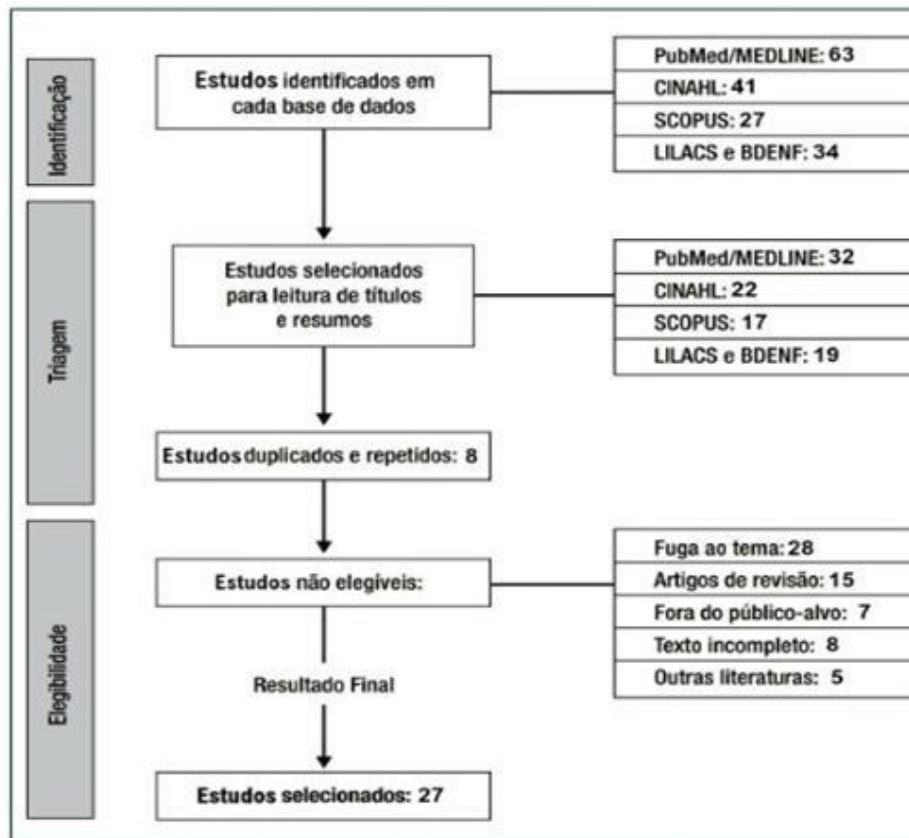 Identificação
Estudos identificados em
cada base de dados
PubMed/MEDLINE: 63
CINAHL: 41
SCOPUS: 27
LILACS e BDENF: 34
Triagem
Estudos selecionados
para leitura de títulos
e resumos
PubMed/MEDLINE: 32
CINAHL: 22
SCOPUS: 17
LILACS e BDENF: 19
Estudos duplicados e repetidos: 8
Elegibilidade
Estudos não elegíveis:
Fuga ao tema: 28
Artigos de revisão: 15
Fora do público-alvo: 7
Texto incompleto: 8
Outras literaturas: 5
Resultado Final
Estudos selecionados: 27